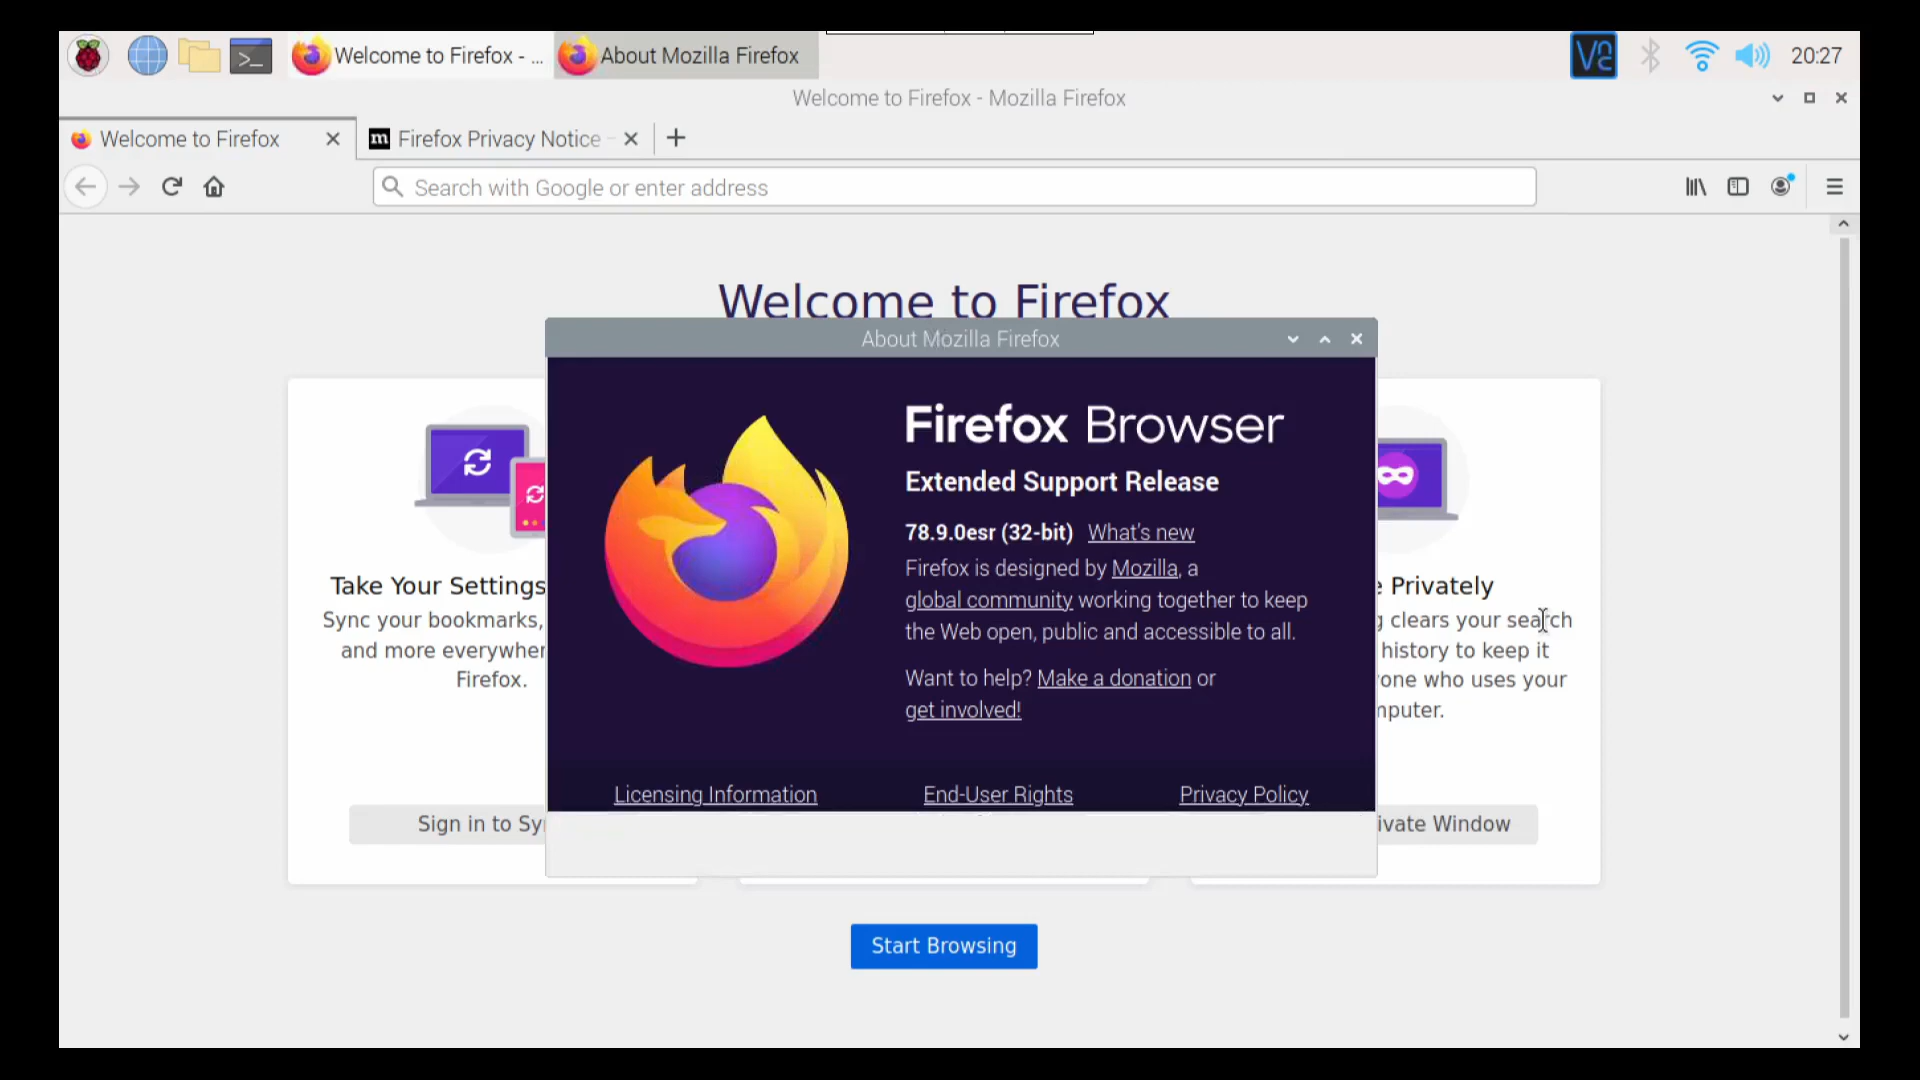 Welcome to Firefox - ...
About Mozilla Firefox
20:27
Welcome to Firefox - Mozilla Firefox
Welcome to Firefox
Firefox Privacy Notice -
Search with Google or enter address
Welcome to Firefox
About Mozilla Firefox
Firefox Browser
Extended Support Release
78.9.0esr (32-bit) What's new
Firefox is designed by Mozilla, a
global community working together to keep
the Web open, public and accessible to all.
Want to help? Make a donation or
get involved!
Licensing Information
End-User Rights
Privacy Policy
Take Your Settings
Sync your bookmarks,
and more everywher
Firefox.
Sign in to Sy
e Privately
g clears your search
history to keep it
one who uses your
mputer.
ivate Window
Start Browsing